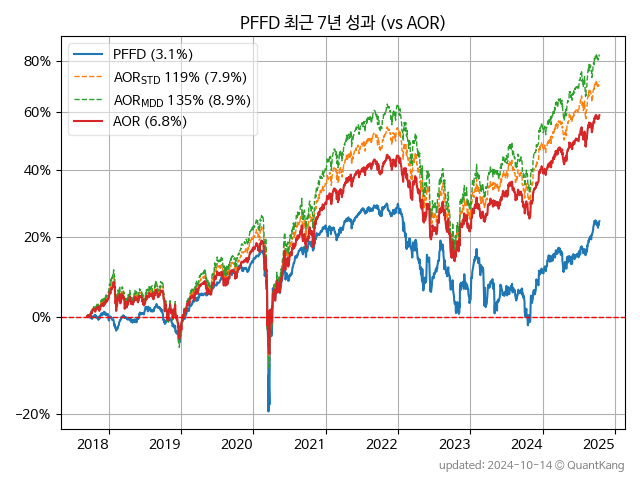 PFFD 최근 7년 성과 (vs AOR)
PFFD (3.1%)
AOR_STD 119% (7.9%)
AOR_MDD 135% (8.9%)
AOR (6.8%)
80%
60%
40%
20%
0%
−20%
2018 2019 2020 2021 2022 2023 2024 2025
updated: 2024-10-14 © QuantKang